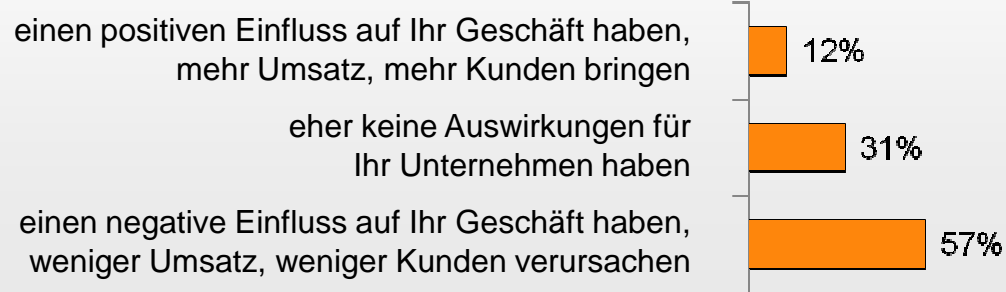 einen positiven Einfluss auf Ihr Geschäft haben,
mehr Umsatz, mehr Kunden bringen
12%
eher keine Auswirkungen für
Ihr Unternehmen haben
31%
einen negative Einfluss auf Ihr Geschäft haben,
weniger Umsatz, weniger Kunden verursachen
57%